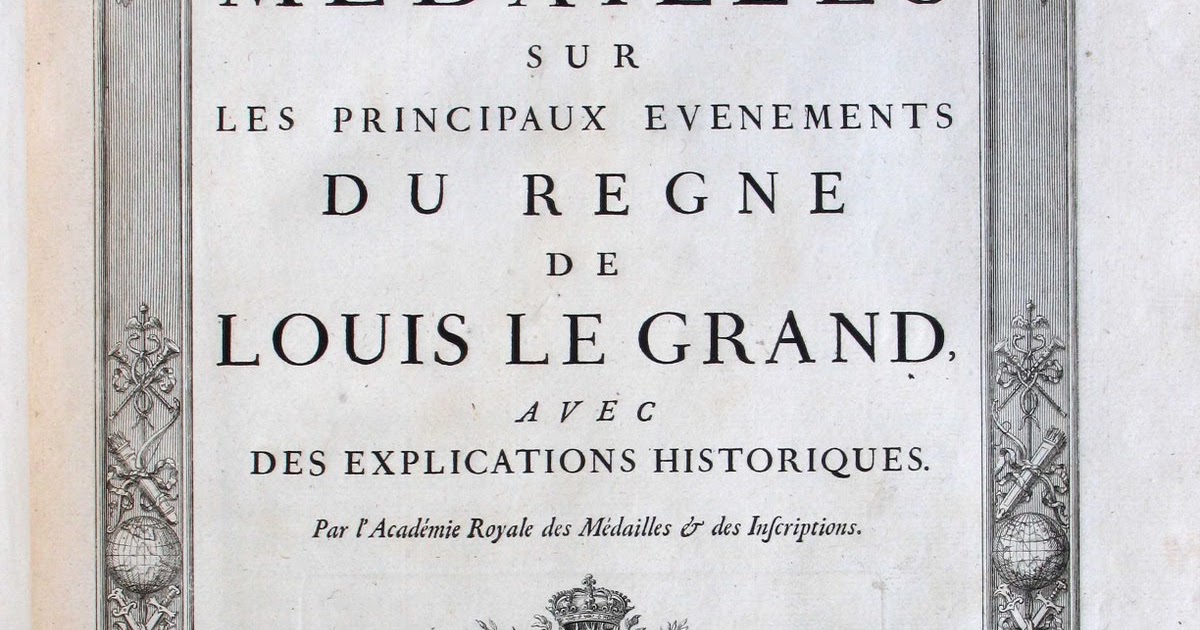 MEDAILLES
SUR
LES PRINCIPAUX EVENEMENTS
DU REGNE
DE
LOUIS LE GRAND,
AVEC
DES EXPLICATIONS HISTORIQUES.
Par l'Académie Royale des Médailles & des Inſcriptions.